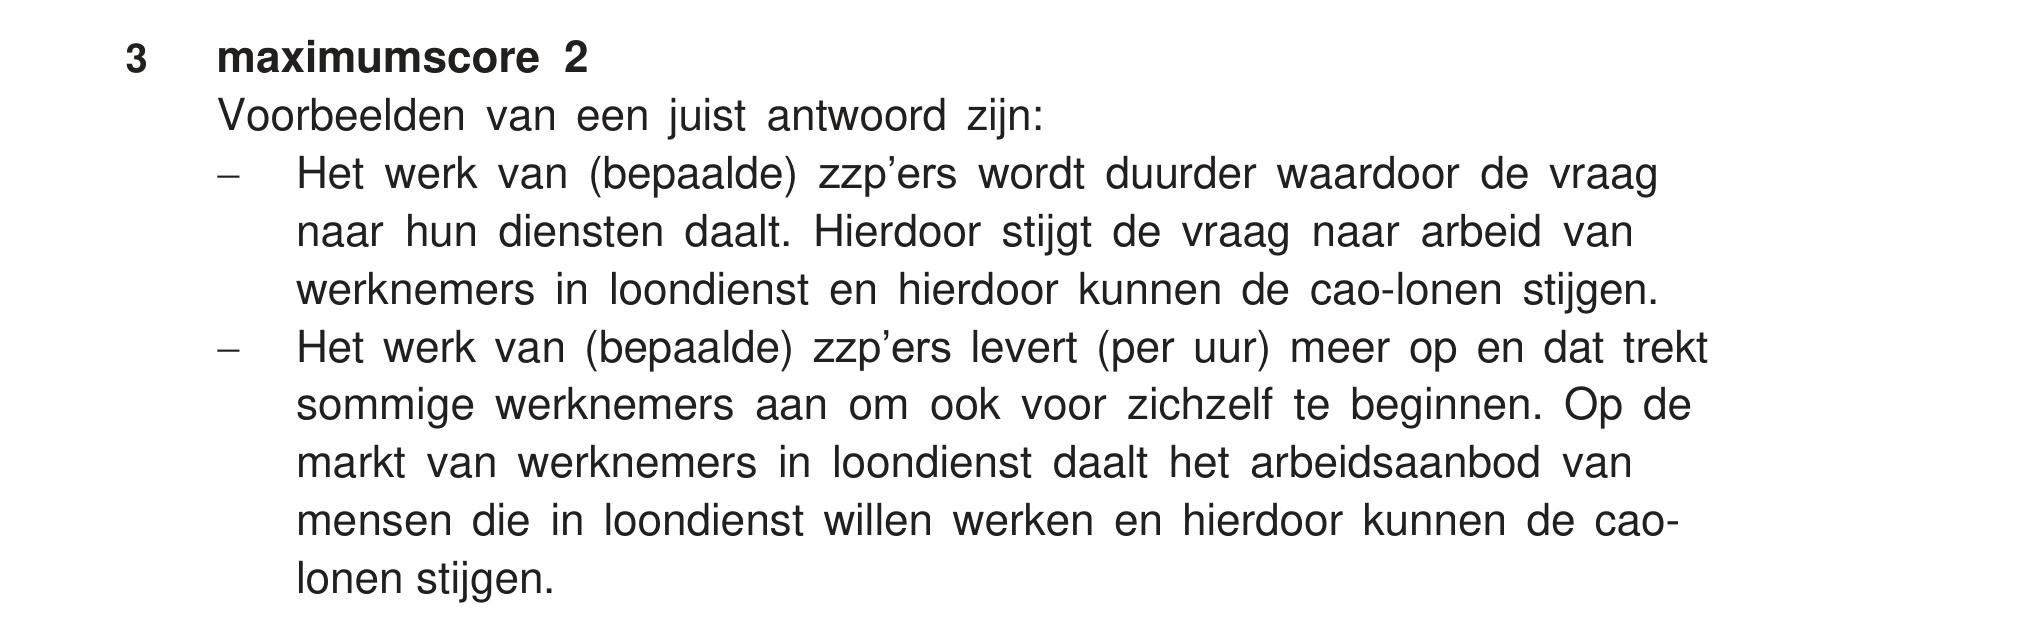 3 maximumscore 2
Voorbeelden van een juist antwoord zijn:
– Het werk van (bepaalde) zzp’ers wordt duurder waardoor de vraag
naar hun diensten daalt. Hierdoor stijgt de vraag naar arbeid van
werknemers in loondienst en hierdoor kunnen de cao-lonen stijgen.
– Het werk van (bepaalde) zzp’ers levert (per uur) meer op en dat trekt
sommige werknemers aan om ook voor zichzelf te beginnen. Op de
markt van werknemers in loondienst daalt het arbeidsaanbod van
mensen die in loondienst willen werken en hierdoor kunnen de cao-
lonen stijgen.